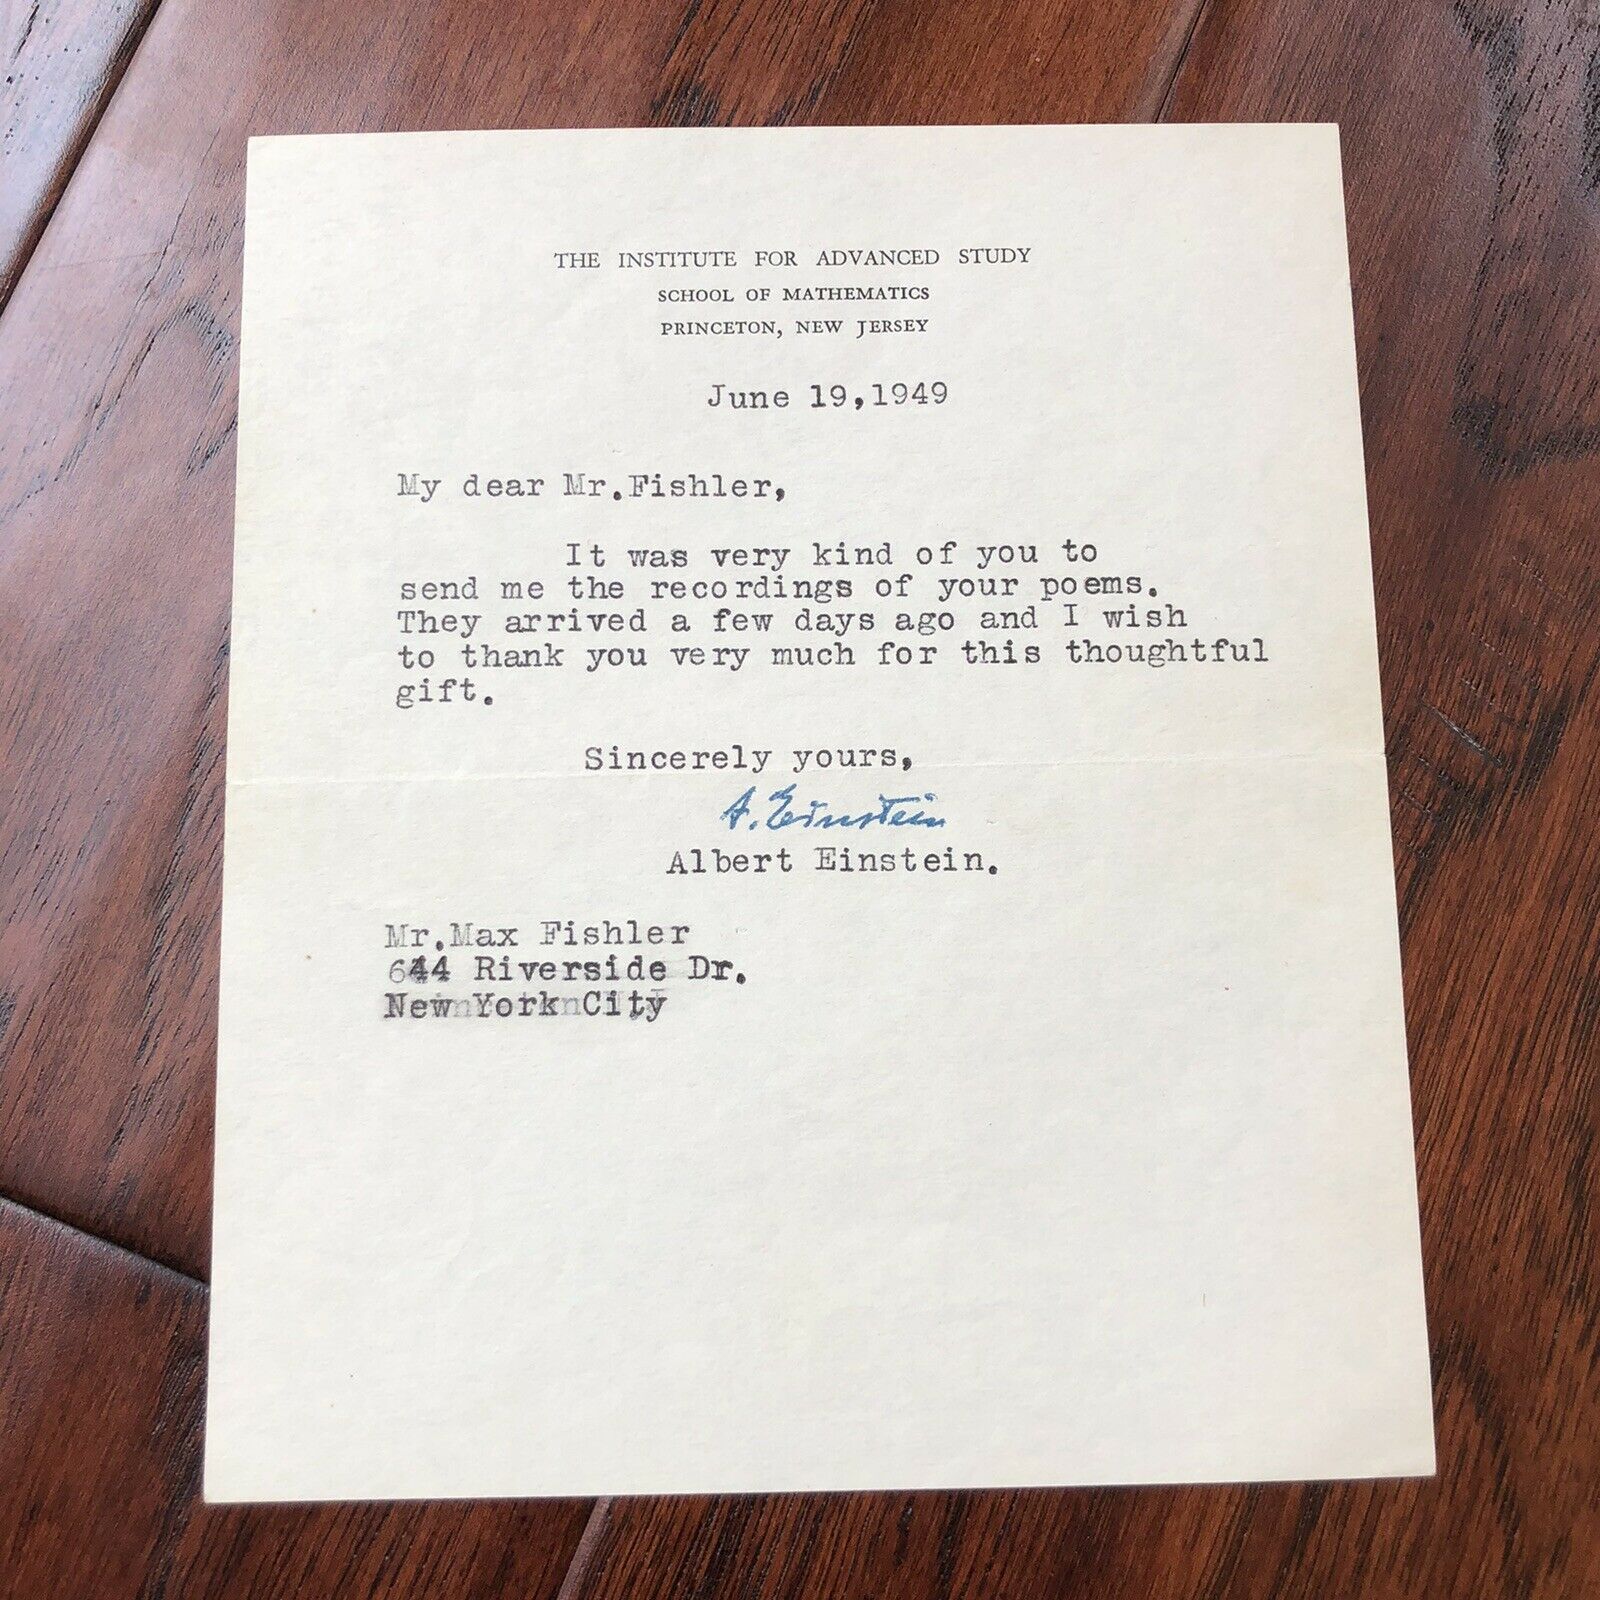 THE INSTITUTE FOR ADVANCED STUDY
SCHOOL OF MATHEMATICS
PRINCETON, NEW JERSEY
June 19,1949
My dear Mr.Fishler,
It was very kind of you to
send me the recordings of your poems.
They arrived a few days ago and I wish
to thank you very much for this thoughtful
gift.
Sincerely yours,
A. Einstein
Albert Einstein.
Mr.Max Fishler
644 Riverside Dr.
New York City